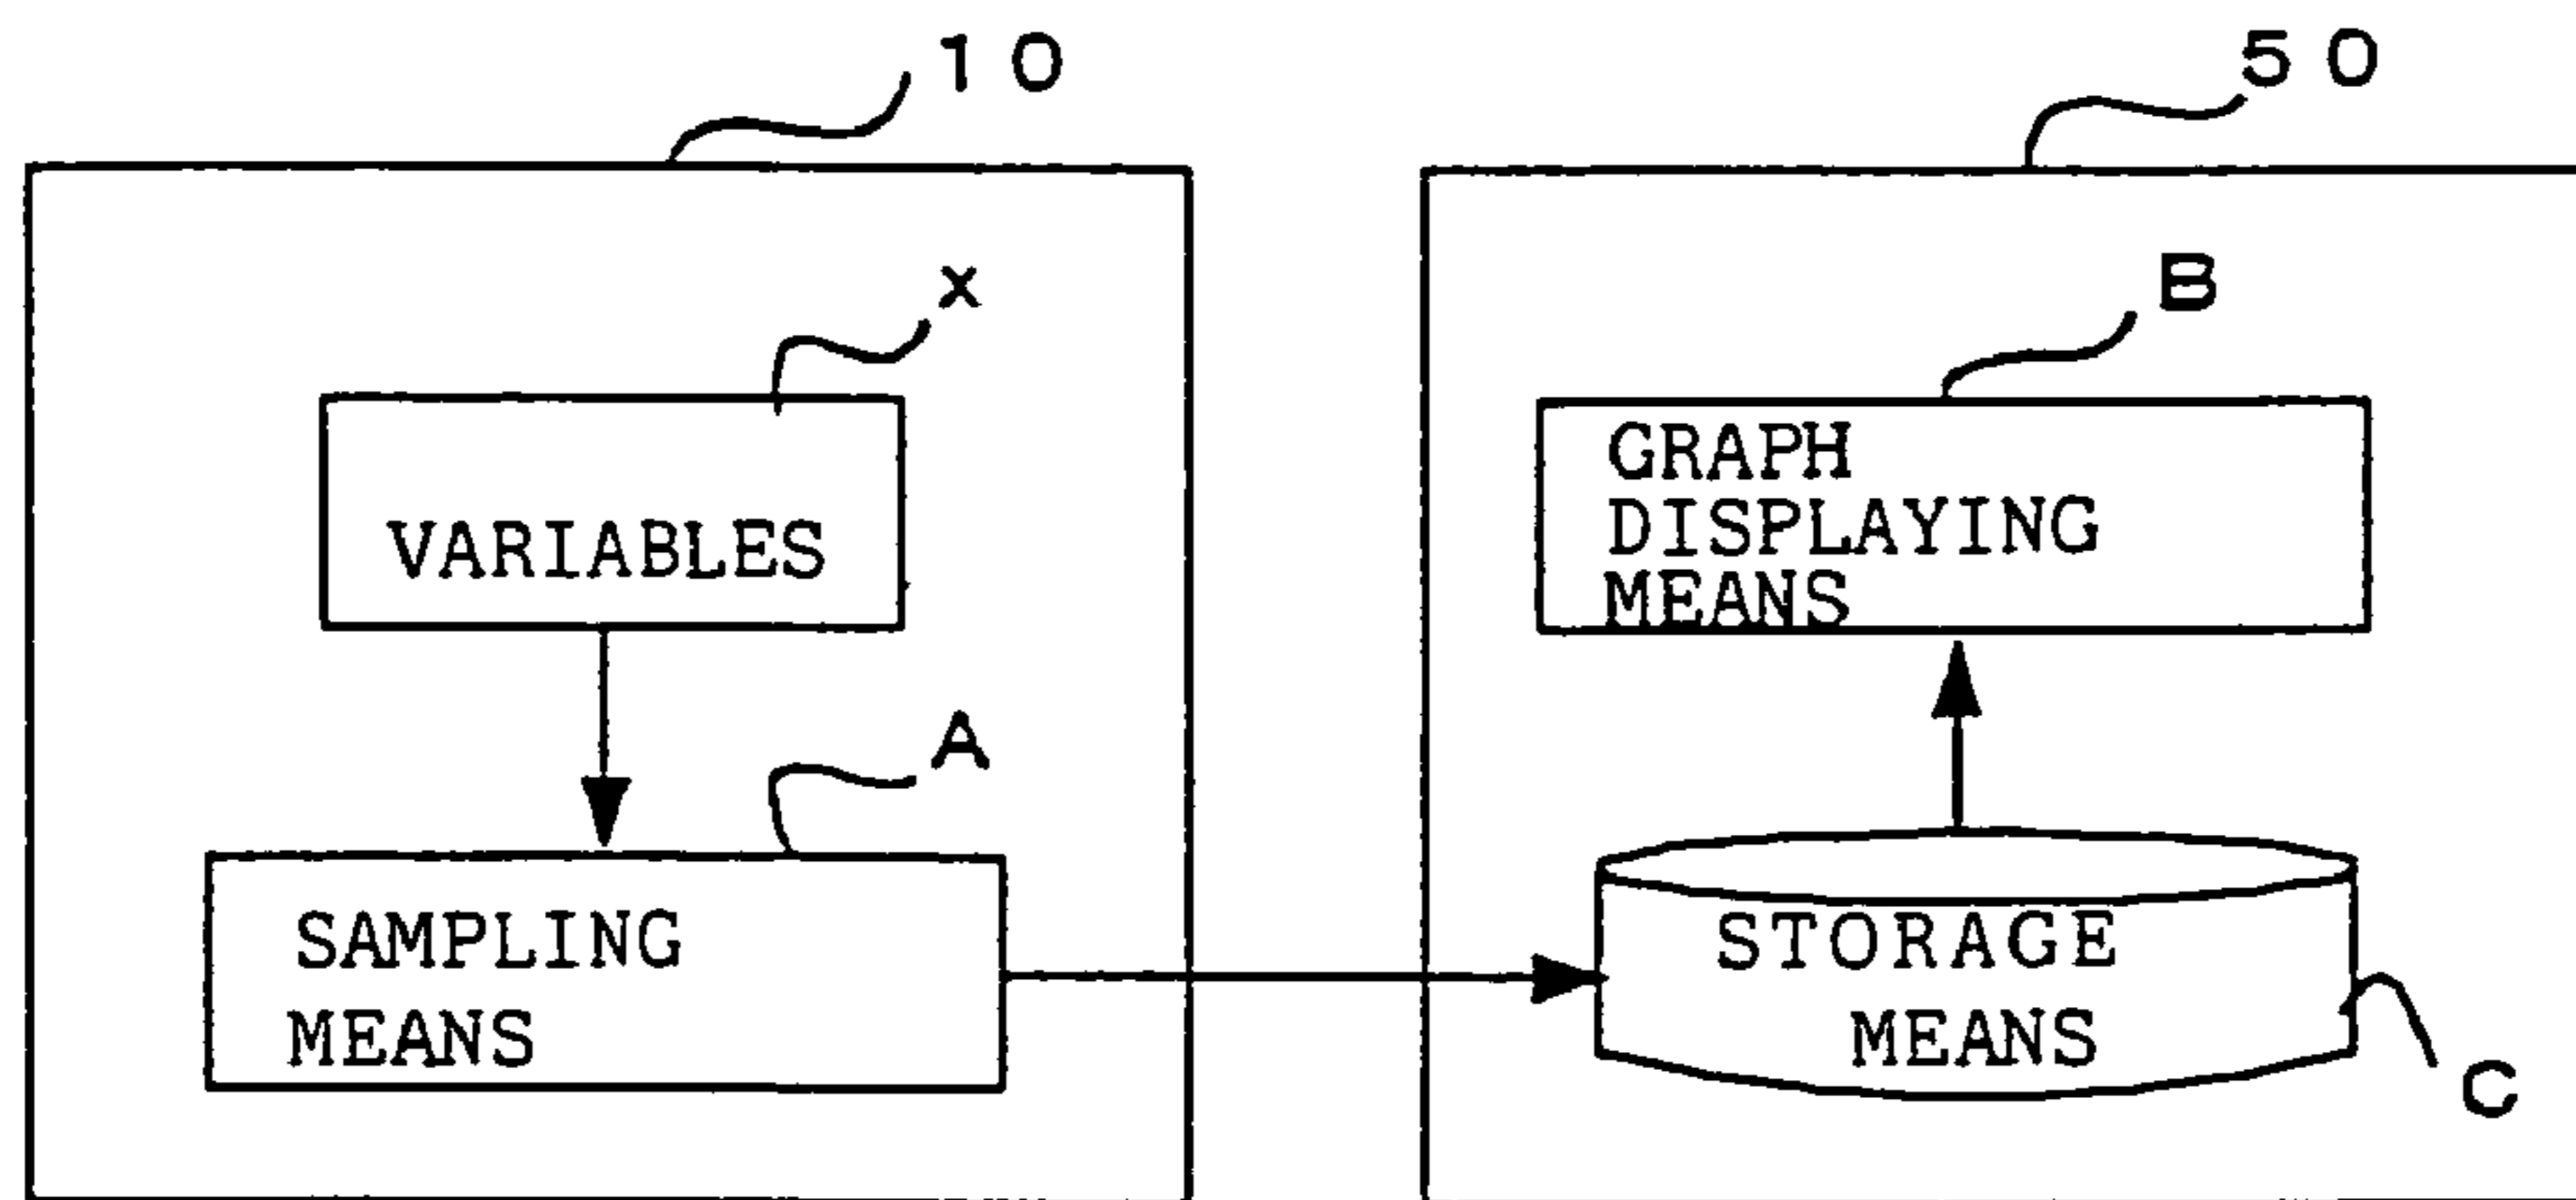 10
50
x
B
VARIABLES
GRAPH
DISPLAYING
MEANS
A
SAMPLING
MEANS
STORAGE
MEANS
C